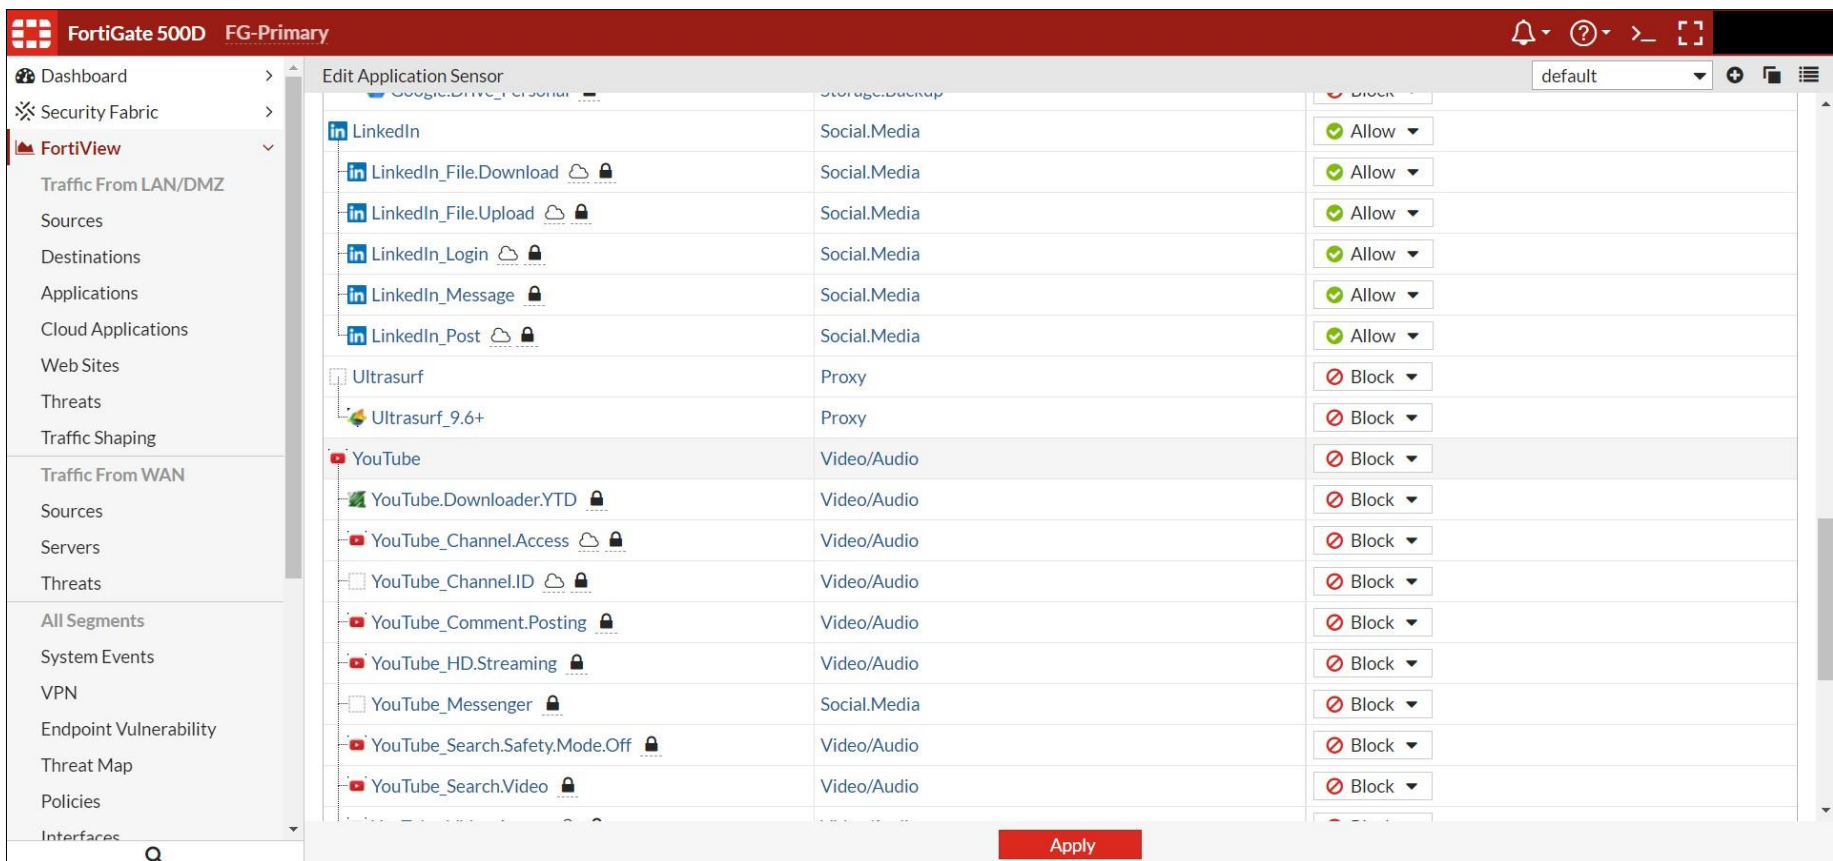 FortiGate 500D FG-Primary
Dashboard
Security Fabric
FortiView
Traffic From LAN/DMZ
Sources
Destinations
Applications
Cloud Applications
Web Sites
Threats
Traffic Shaping
Traffic From WAN
Sources
Servers
Threats
All Segments
System Events
VPN
Endpoint Vulnerability
Threat Map
Policies
Interfaces
Edit Application Sensor default
Google.Drive_Personal Storage.Backup Block
LinkedIn Social.Media Allow
LinkedIn_File.Download Social.Media Allow
LinkedIn_File.Upload Social.Media Allow
LinkedIn_Login Social.Media Allow
LinkedIn_Message Social.Media Allow
LinkedIn_Post Social.Media Allow
Ultrasurf Proxy Block
Ultrasurf_9.6+ Proxy Block
YouTube Video/Audio Block
YouTube.Downloader.YTD Video/Audio Block
YouTube_Channel.Access Video/Audio Block
YouTube_Channel.ID Video/Audio Block
YouTube_Comment.Posting Video/Audio Block
YouTube_HD.Streaming Video/Audio Block
YouTube_Messenger Social.Media Block
YouTube_Search.Safety.Mode.Off Video/Audio Block
YouTube_Search.Video Video/Audio Block
Apply